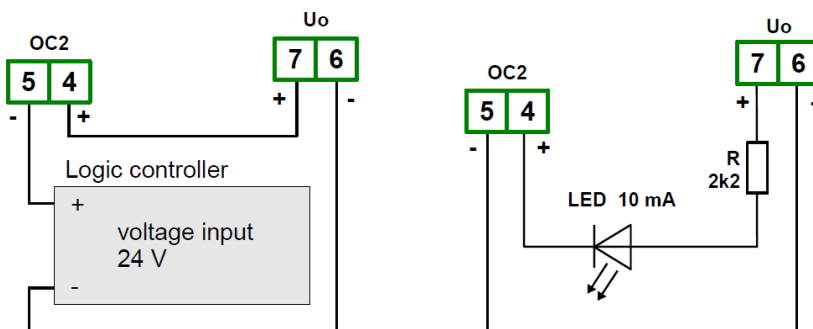 Uo
OC2
7 6
5 4
+ -
- +
Logic controller
+
voltage input
24 V
-
Uo
7 6
OC2
+ -
5 4
- +
R
2k2
LED 10 mA